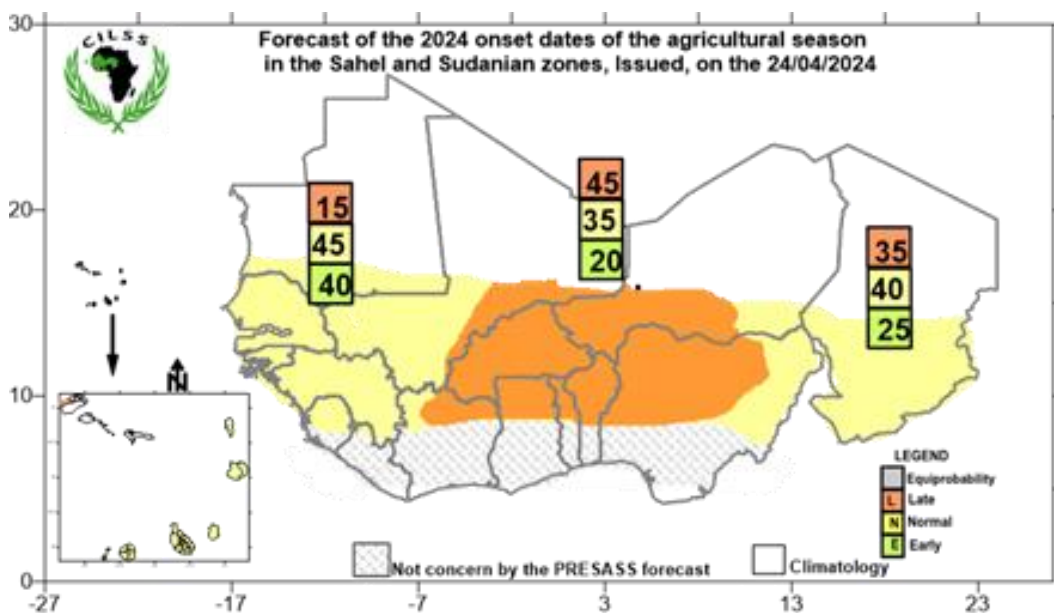 CILSS
Forecast of the 2024 onset dates of the agricultural season
in the Sahel and Sudanian zones, Issued, on the 24/04/2024
30
20
10
0
15
45
40
45
35
20
35
40
25
N
LEGEND
Equiprobability
L Late
N Normal
E Early
Not concern by the PRESASS forecast
Climatology
-27
-17
-7
3
13
23